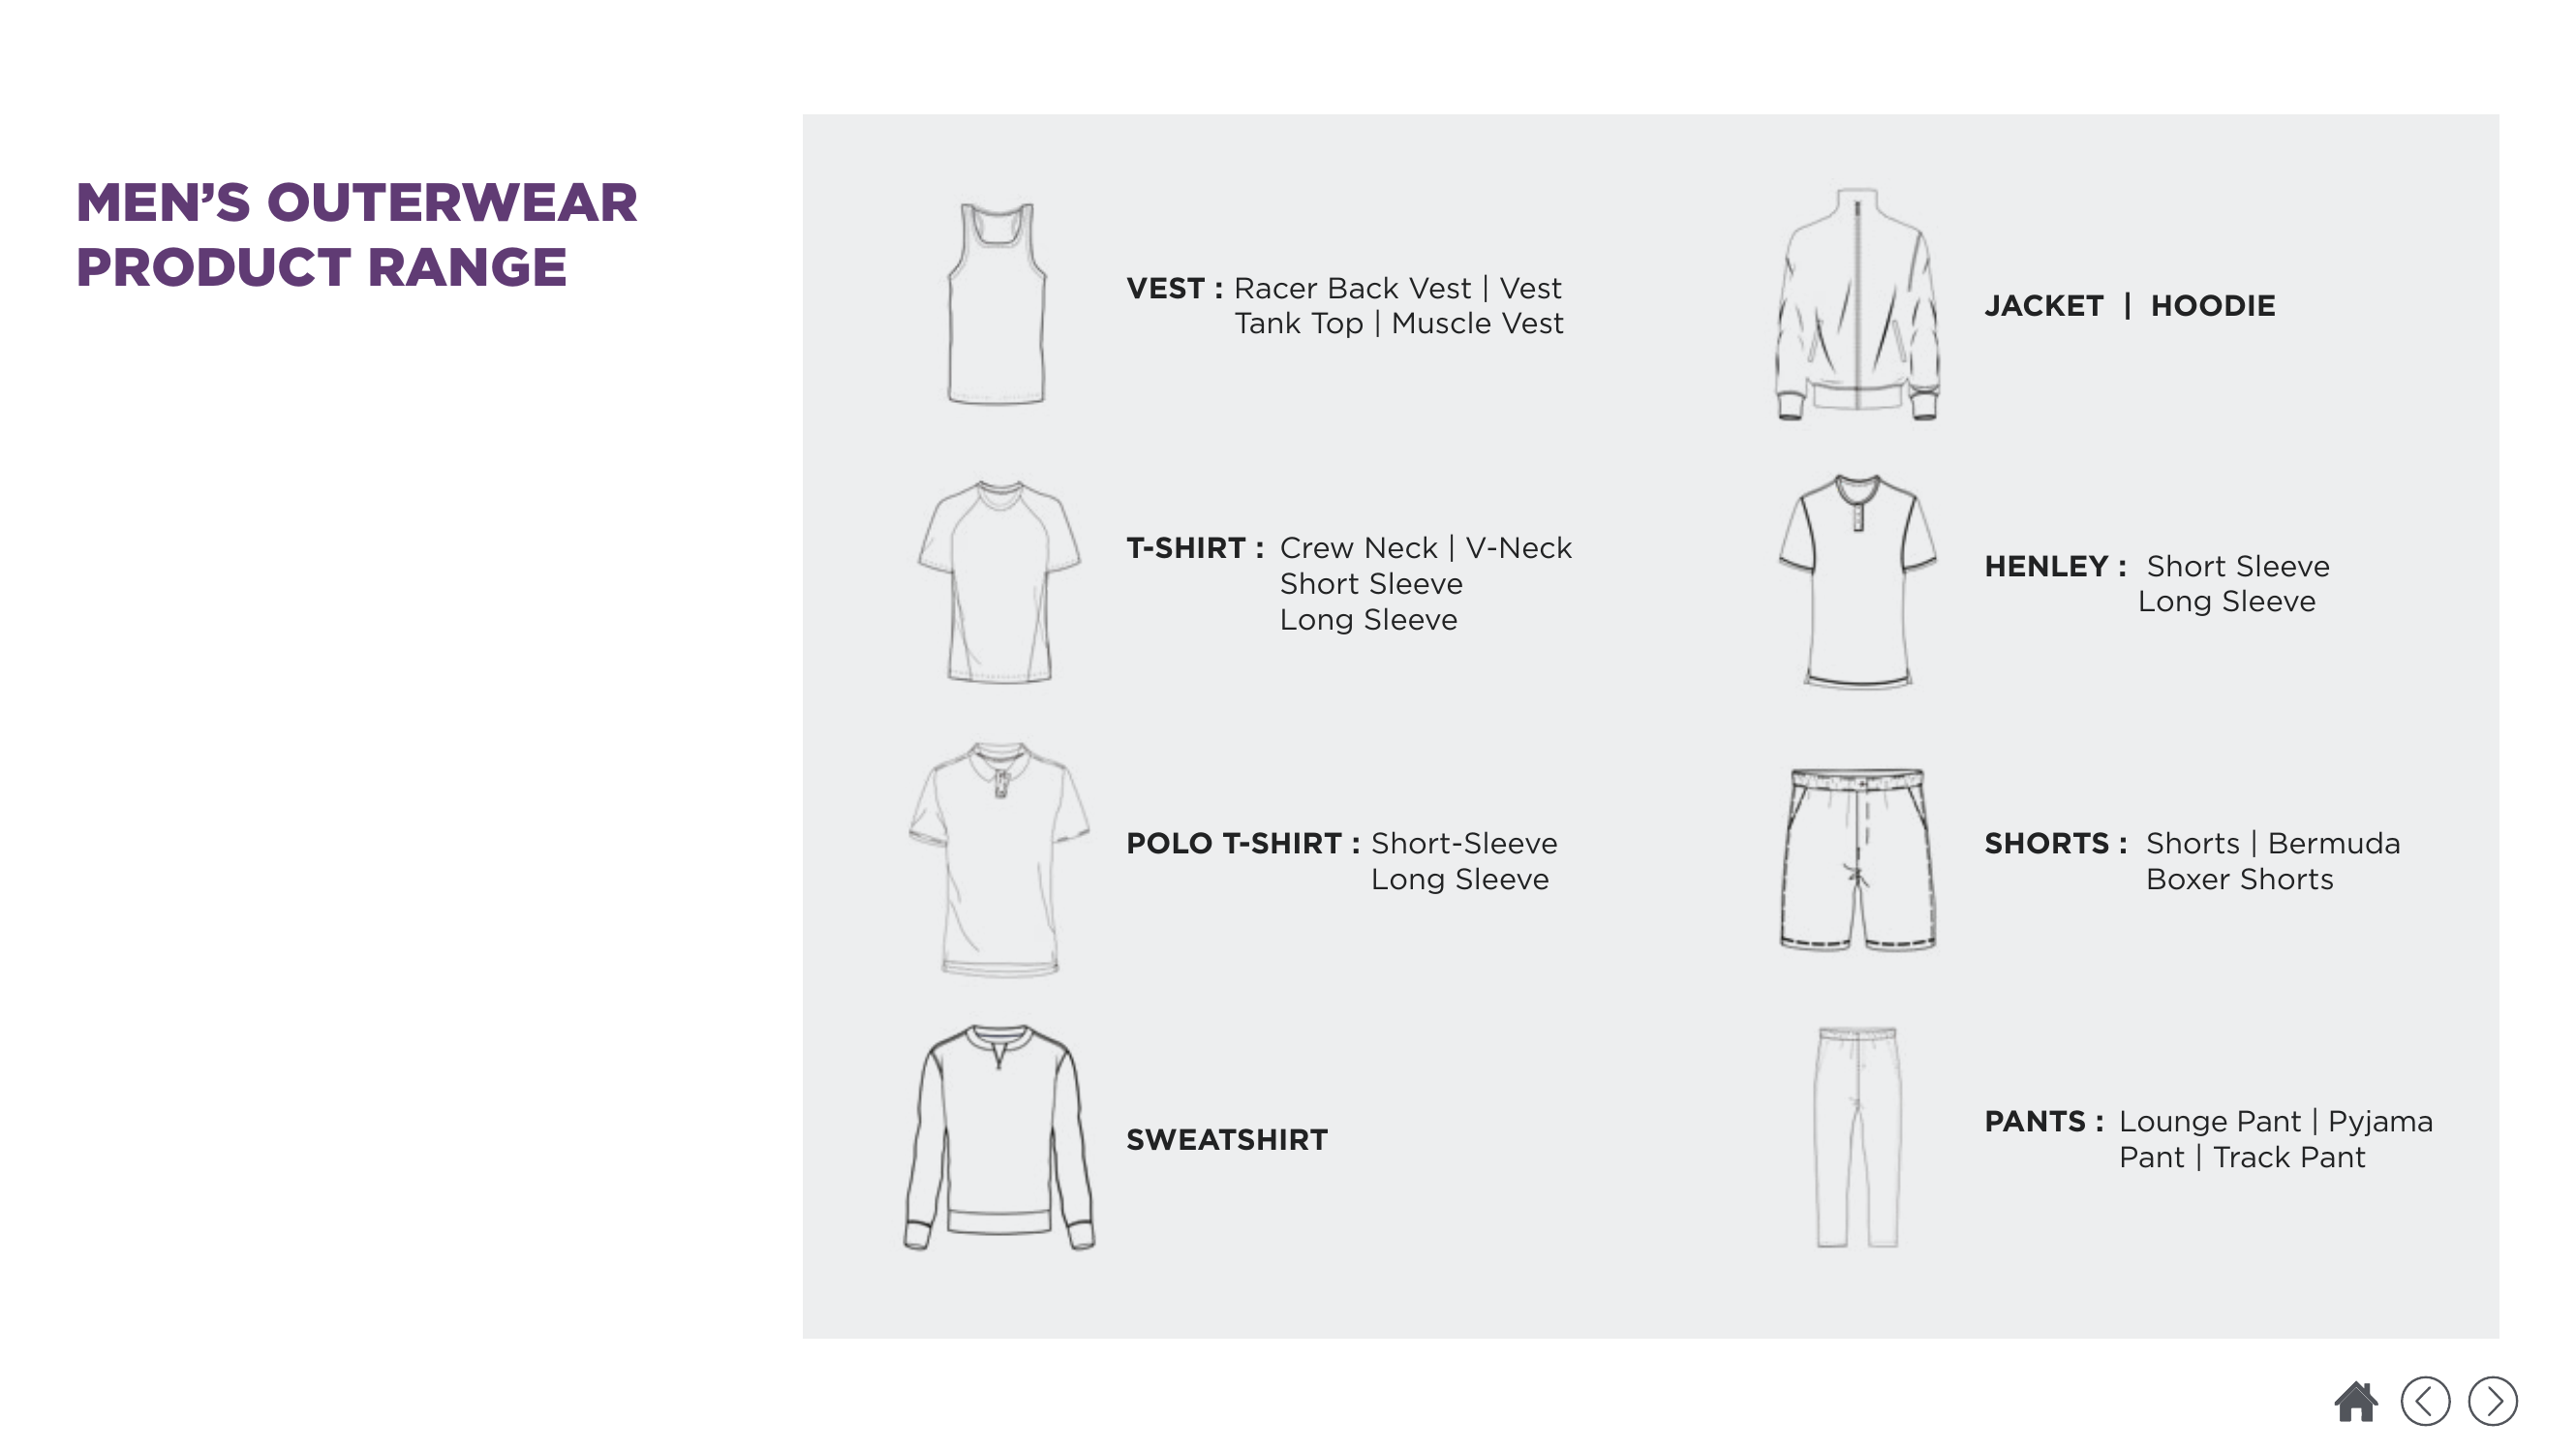 MEN’S OUTERWEAR
PRODUCT RANGE
VEST : Racer Back Vest | Vest
Tank Top | Muscle Vest
JACKET | HOODIE
T-SHIRT : Crew Neck | V-Neck
Short Sleeve
Long Sleeve
HENLEY : Short Sleeve
Long Sleeve
POLO T-SHIRT : Short-Sleeve
Long Sleeve
SHORTS : Shorts | Bermuda
Boxer Shorts
SWEATSHIRT
PANTS : Lounge Pant | Pyjama
Pant | Track Pant